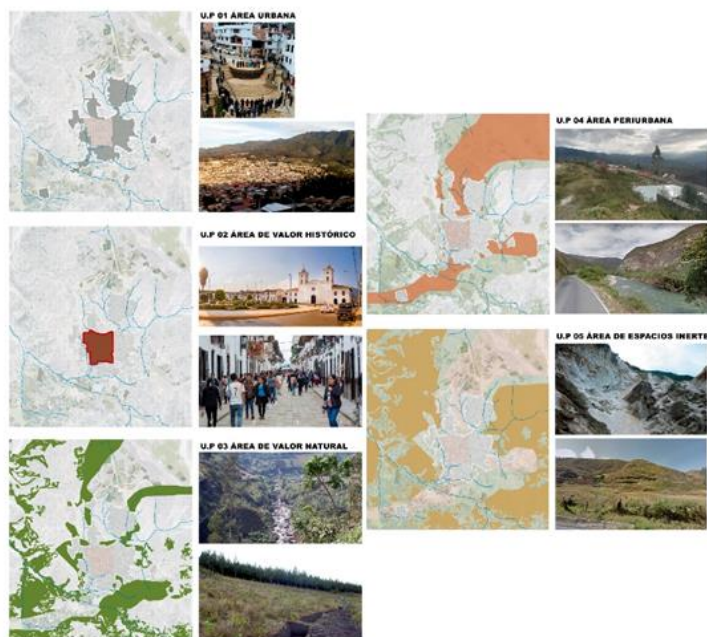 U.P 01 ÁREA URBANA
U.P 02 ÁREA DE VALOR HISTÓRICO
U.P 03 ÁREA DE VALOR NATURAL
U.P 04 ÁREA PERIURBANA
U.P 05 ÁREA DE ESPACIOS INERTE